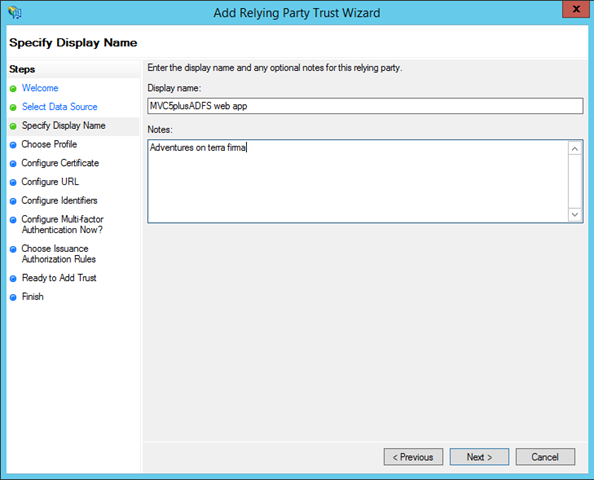 Add Relying Party Trust Wizard
x
Specify Display Name
Steps
Welcome
Select Data Source
Specify Display Name
Choose Profile
Configure Certificate
Configure URL
Configure Identifiers
Configure Multi-factor
Authentication Now?
Choose Issuance
Authorization Rules
Ready to Add Trust
Finish
Enter the display name and any optional notes for this relying party.
Display name:
MVC5plusADFS web app
Notes:
Adventures on terra firma
< Previous
Next >
Cancel